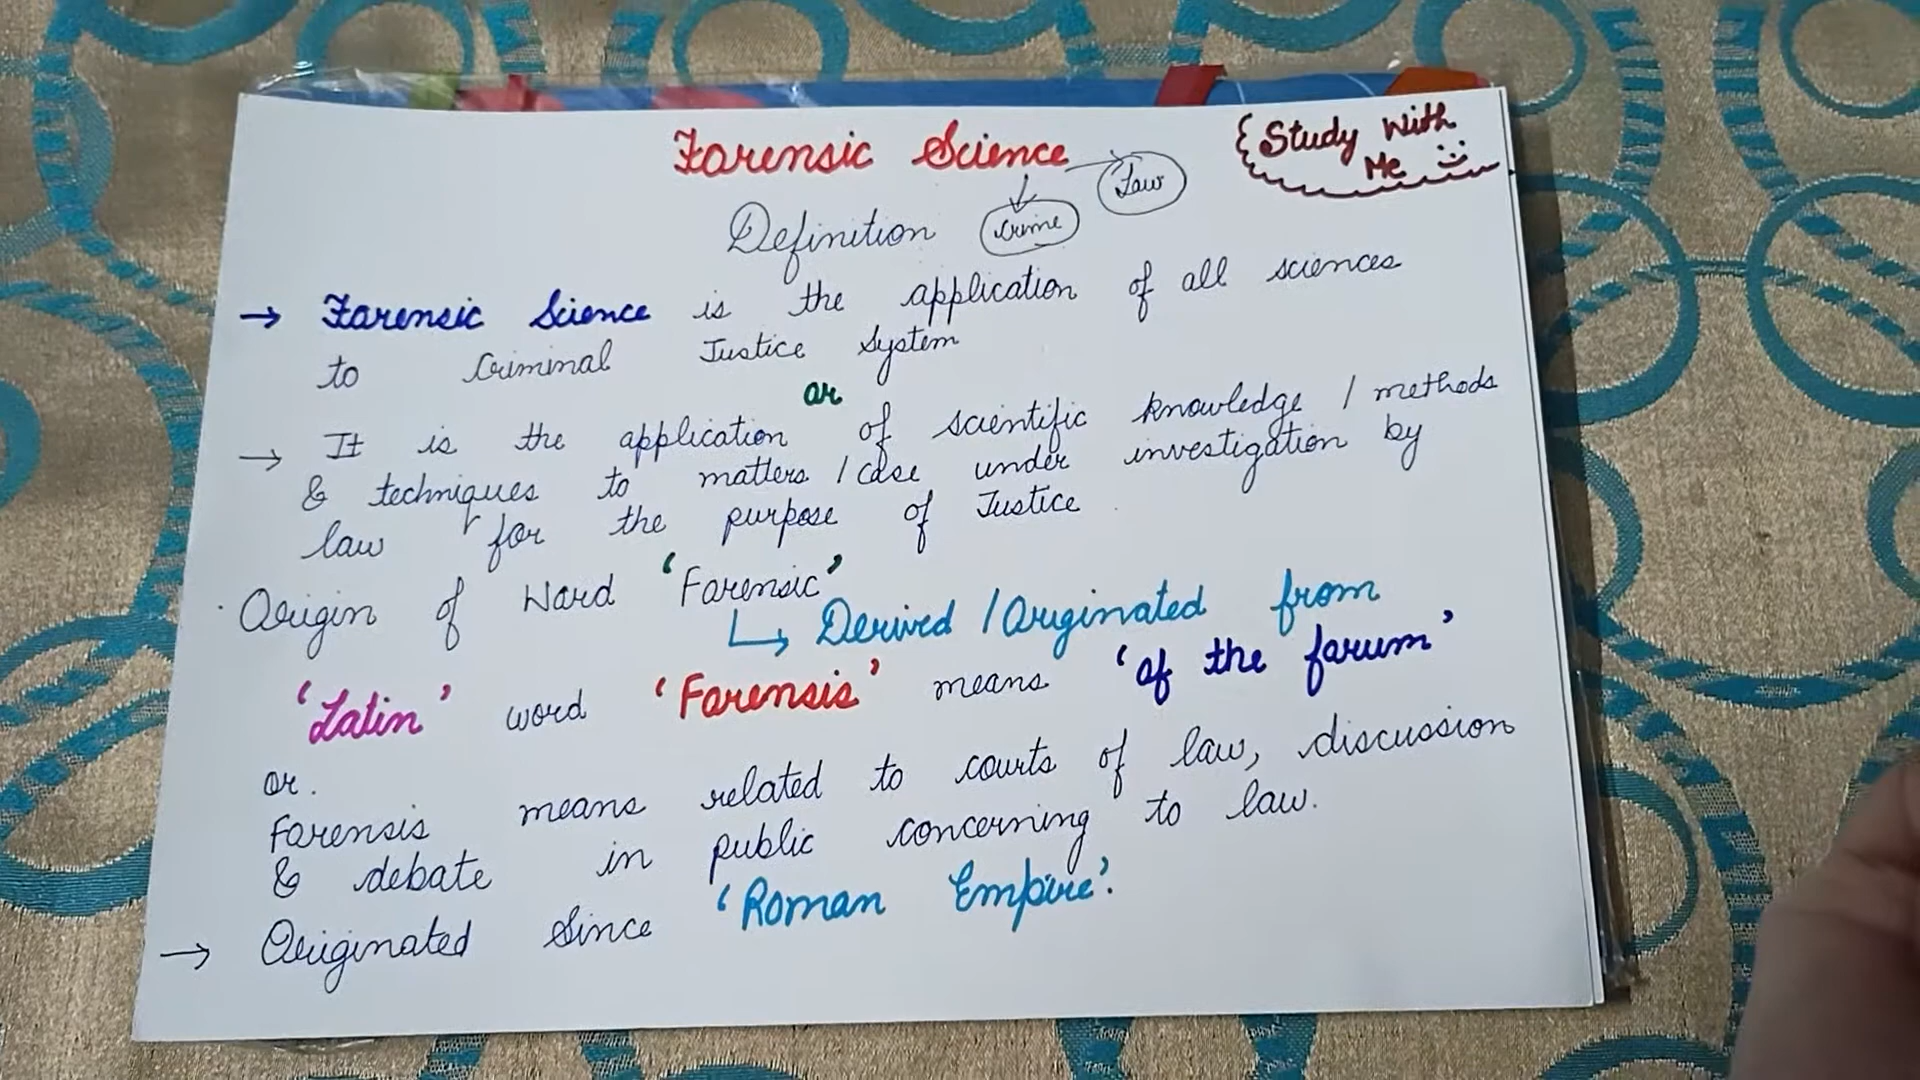 Forensic Science
Law
Study With
Me
Definition
Crime
→ Forensic Science is the application of all sciences
to Criminal Justice System
or
→ It is the application of scientific knowledge / methods
& techniques to matters / case under investigation by
law for the purpose of Justice
Origin of Word 'Forensic'
↳ Derived / Originated from
'Latin' word 'Forensis' means 'of the forum'
or.
Forensis means related to courts of law, discussion
& debate in public concerning to law.
→ Originated Since 'Roman Empire'.